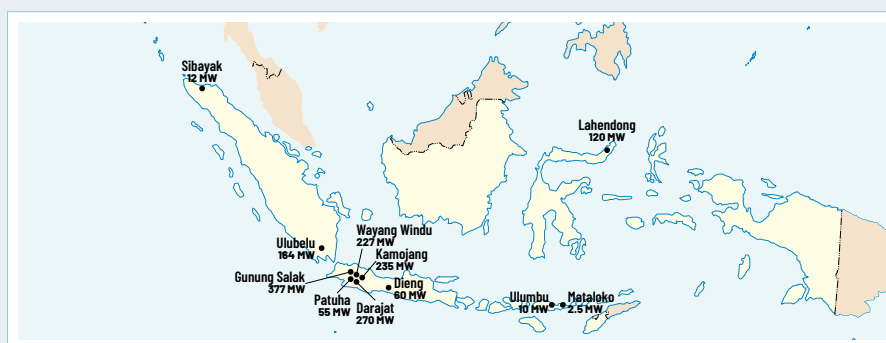 Sibayak
12 MW
Lahendong
120 MW
Wayang Windu
227 MW
Ulubelu
184 MW
Kamojang
235 MW
Gunung Salak
377 MW
Dieng
60 MW
Patuha
55 MW
Darajat
270 MW
Ulumbu
10 MW
Mataloko
2.5 MW